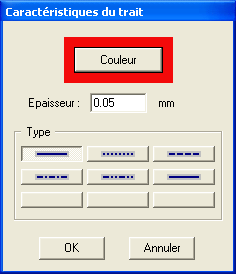 Caractéristiques du trait
Couleur
Epaisseur : 0.05 mm
Type
OK Annuler